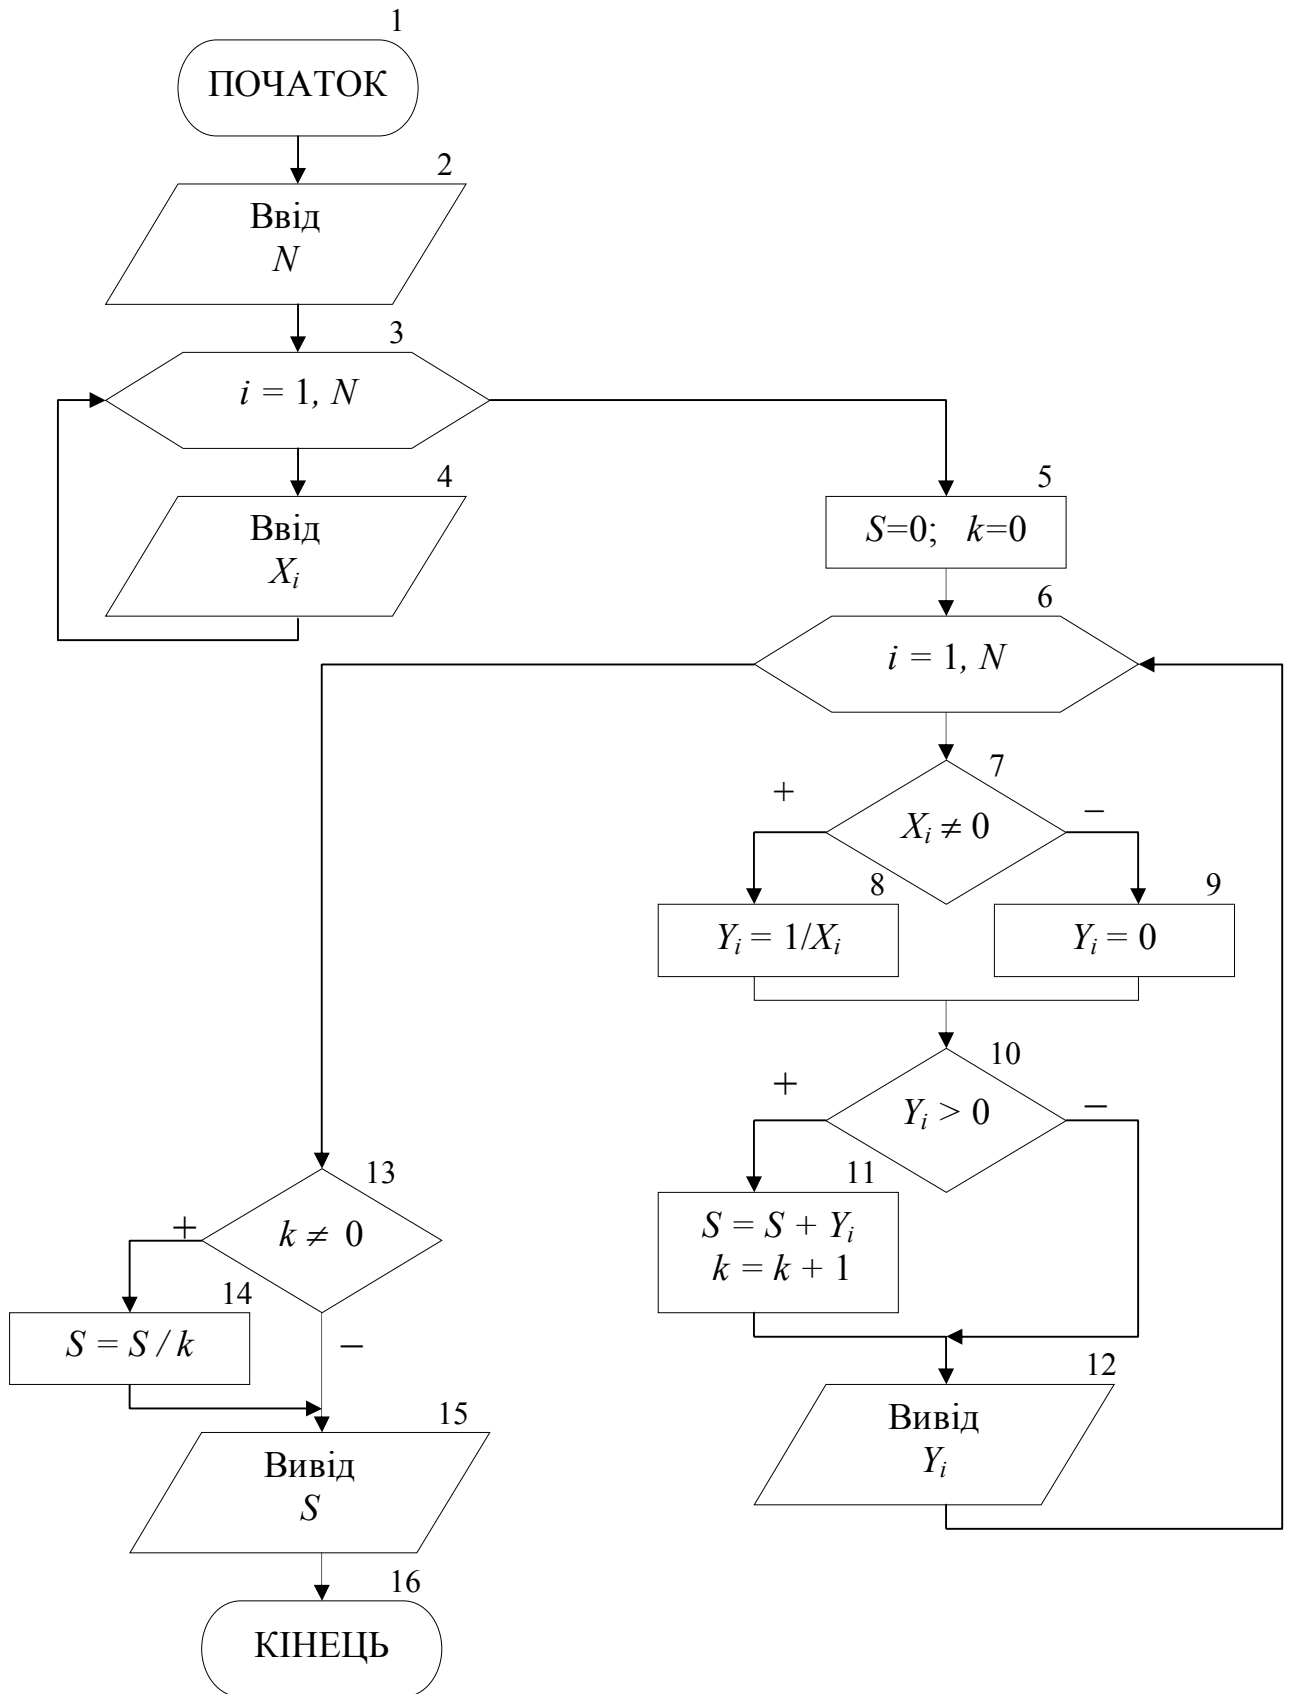 1
ПОЧАТОК
2
Ввід
N
3
i = 1, N
4
Ввід
Xi
5
S=0; k=0
6
i = 1, N
7
+
–
Xi ≠ 0
8
Yi = 1/Xi
9
Yi = 0
10
+
–
Yi > 0
11
S = S + Yi
k = k + 1
12
Вивід
Yi
13
+
k ≠ 0
–
14
S = S / k
15
Вивід
S
16
КІНЕЦЬ